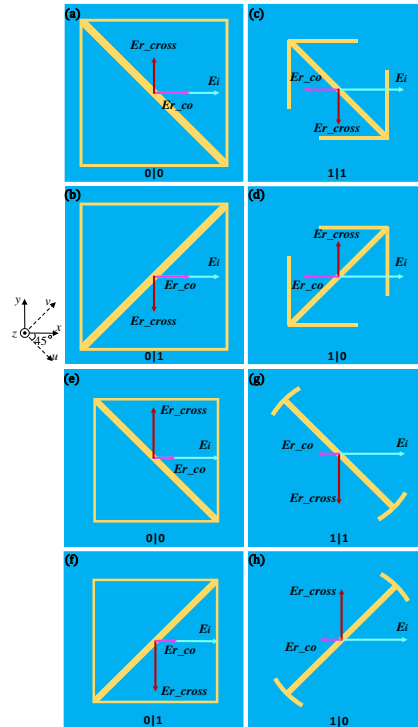 (a)
Er_cross
Ei
Er_co
0|0
(c)
Er_co
Ei
Er_cross
1|1
(b)
Ei
Er_co
Er_cross
0|1
(d)
Er_cross
Ei
Er_co
1|0
y
v
z
x
45°
u
(e)
Er_cross
Ei
Er_co
0|0
(g)
Er_co
Ei
Er_cross
1|1
(f)
Ei
Er_co
Er_cross
0|1
(h)
Er_cross
Ei
Er_co
1|0